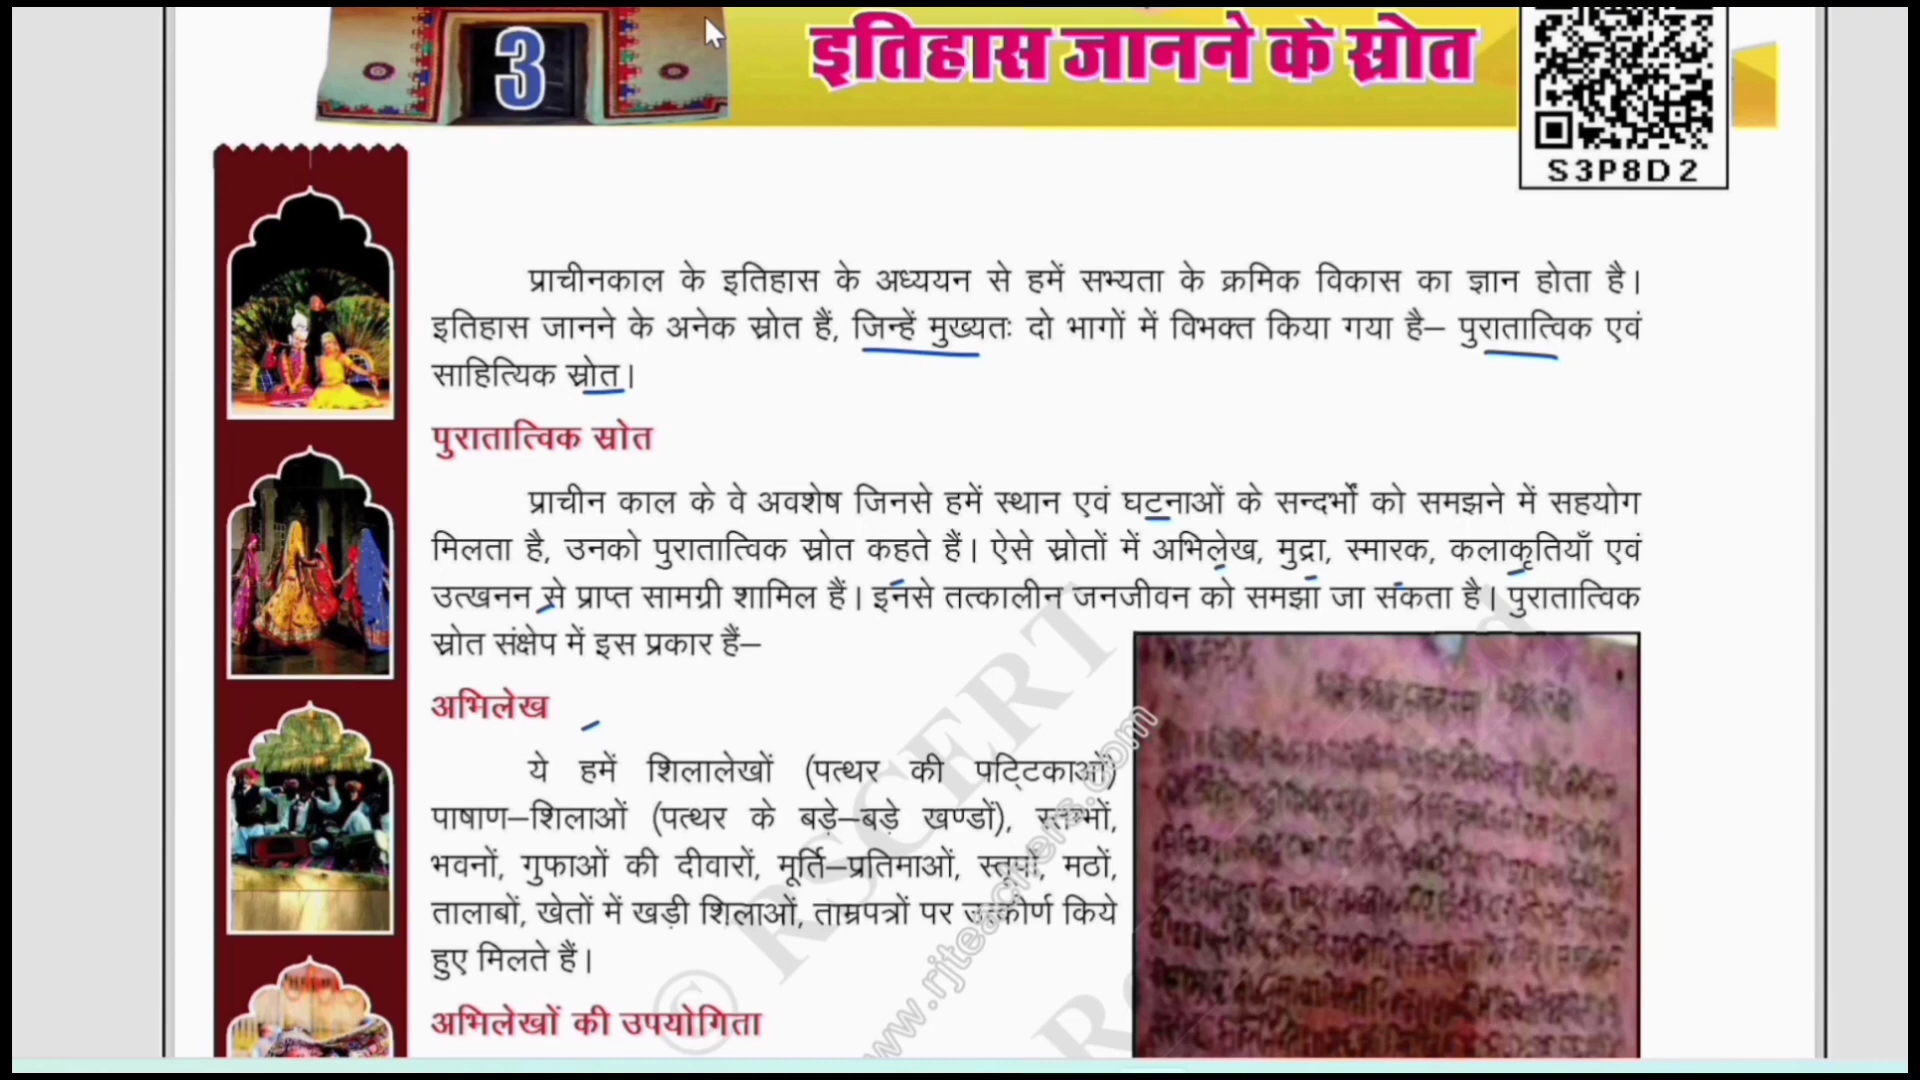 3
इतिहास जानने के स्रोत
S3P8D2
प्राचीनकाल के इतिहास के अध्ययन से हमें सभ्यता के क्रमिक विकास का ज्ञान होता है।
इतिहास जानने के अनेक स्रोत हैं, जिन्हें मुख्यतः दो भागों में विभक्त किया गया है– पुरातात्विक एवं
साहित्यिक स्रोत।
पुरातात्विक स्रोत
प्राचीन काल के वे अवशेष जिनसे हमें स्थान एवं घटनाओं के सन्दर्भों को समझने में सहयोग
मिलता है, उनको पुरातात्विक स्रोत कहते हैं। ऐसे स्रोतों में अभिलेख, मुद्रा, स्मारक, कलाकृतियाँ एवं
उत्खनन से प्राप्त सामग्री शामिल हैं। इनसे तत्कालीन जनजीवन को समझा जा सकता है। पुरातात्विक
स्रोत संक्षेप में इस प्रकार हैं–
अभिलेख
ये हमें शिलालेखों (पत्थर की पट्टिकाओं)
पाषाण–शिलाओं (पत्थर के बड़े–बड़े खण्डों), स्तम्भों,
भवनों, गुफाओं की दीवारों, मूर्ति–प्रतिमाओं, स्तूपों, मठों,
तालाबों, खेतों में खड़ी शिलाओं, ताम्रपत्रों पर उत्कीर्ण किये
हुए मिलते हैं।
अभिलेखों की उपयोगिता
© RSCERT
www.rjteachers.com